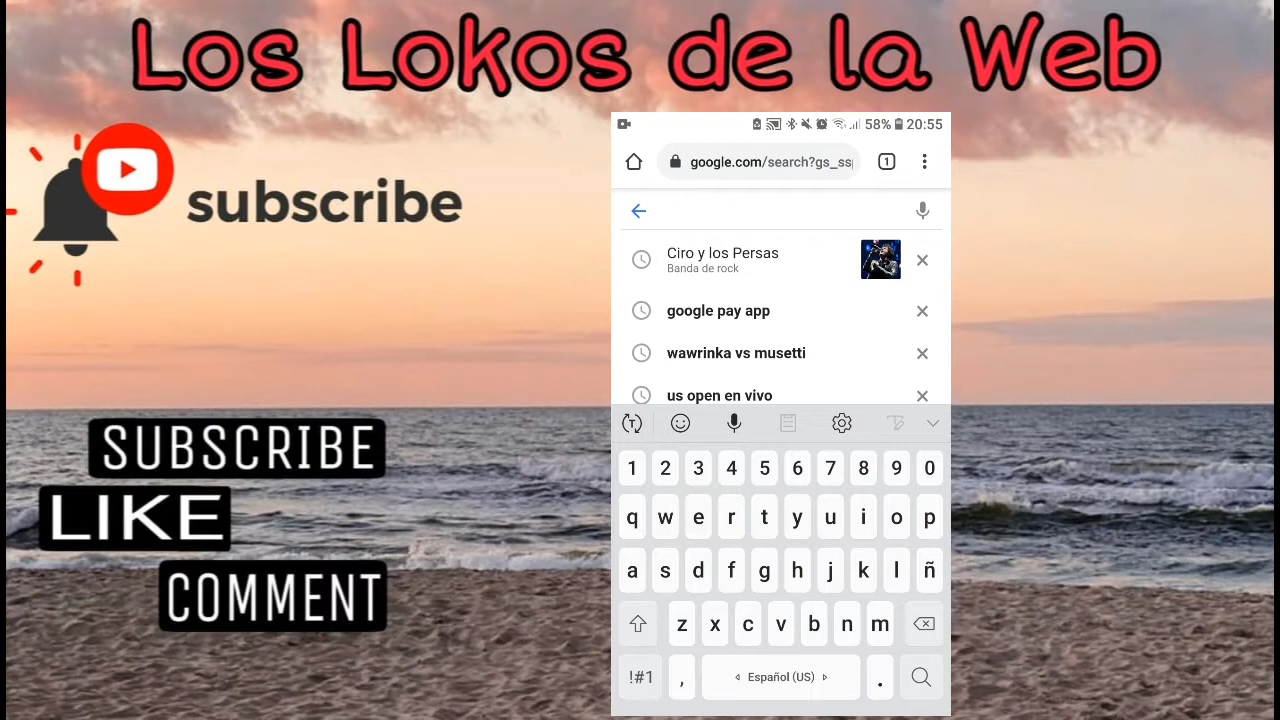 Los Lokos de la Web
subscribe
SUBSCRIBE
LIKE
COMMENT
58% 20:55
google.com/search?gs_ss
1
Ciro y los Persas
Banda de rock
google pay app
wawrinka vs musetti
us open en vivo
1 2 3 4 5 6 7 8 9 0
q w e r t y u i o p
a s d f g h j k l ñ
z x c v b n m
!#1 , Español (US) .